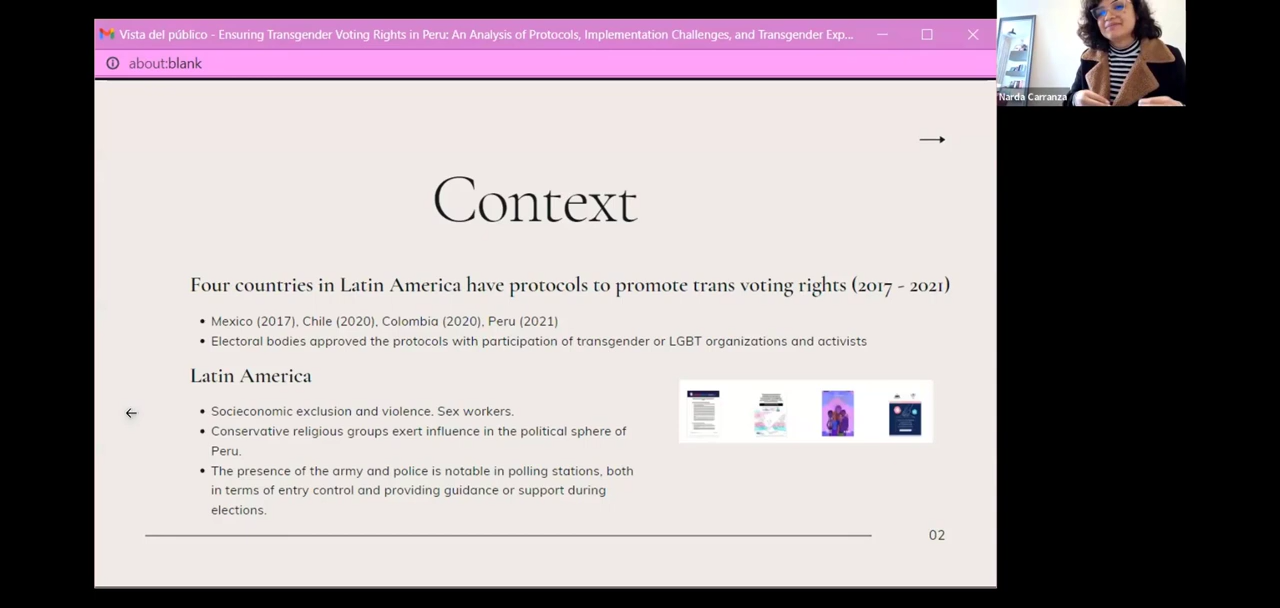 Vista del público - Ensuring Transgender Voting Rights in Peru: An Analysis of Protocols, Implementation Challenges, and Transgender Exp...
about:blank
Narda Carranza
Context
Four countries in Latin America have protocols to promote trans voting rights (2017 - 2021)
• Mexico (2017), Chile (2020), Colombia (2020), Peru (2021)
• Electoral bodies approved the protocols with participation of transgender or LGBT organizations and activists
Latin America
• Socieconomic exclusion and violence. Sex workers.
• Conservative religious groups exert influence in the political sphere of
Peru.
• The presence of the army and police is notable in polling stations, both
in terms of entry control and providing guidance or support during
elections.
02